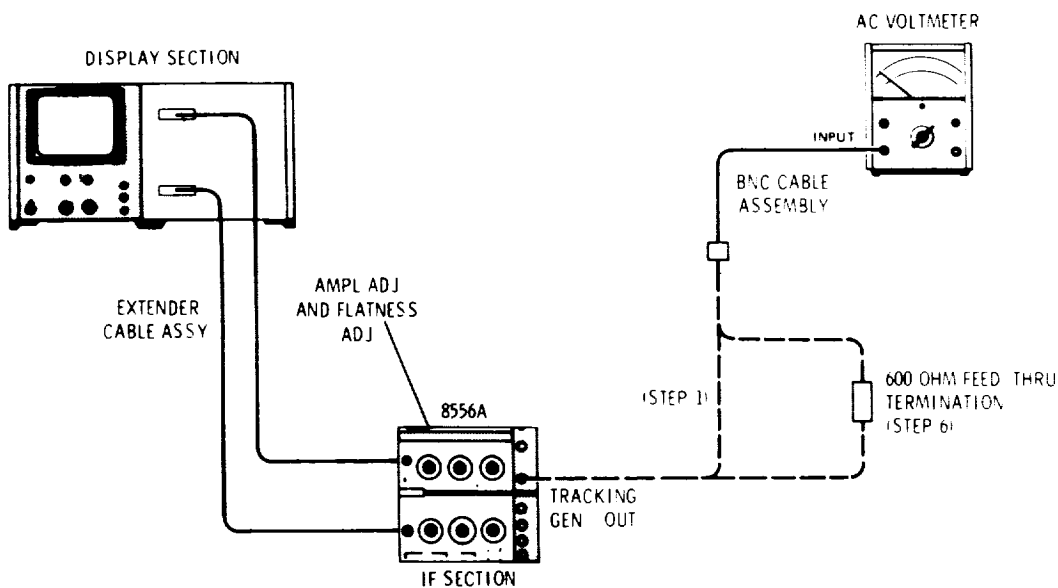 AC VOLTMETER
DISPLAY SECTION
INPUT
BNC CABLE
ASSEMBLY
AMPL ADJ
AND FLATNESS
ADJ
EXTENDER
CABLE ASSY
(STEP 1)
600 OHM FEED THRU
TERMINATION
(STEP 6)
8556A
TRACKING
GEN OUT
IF SECTION